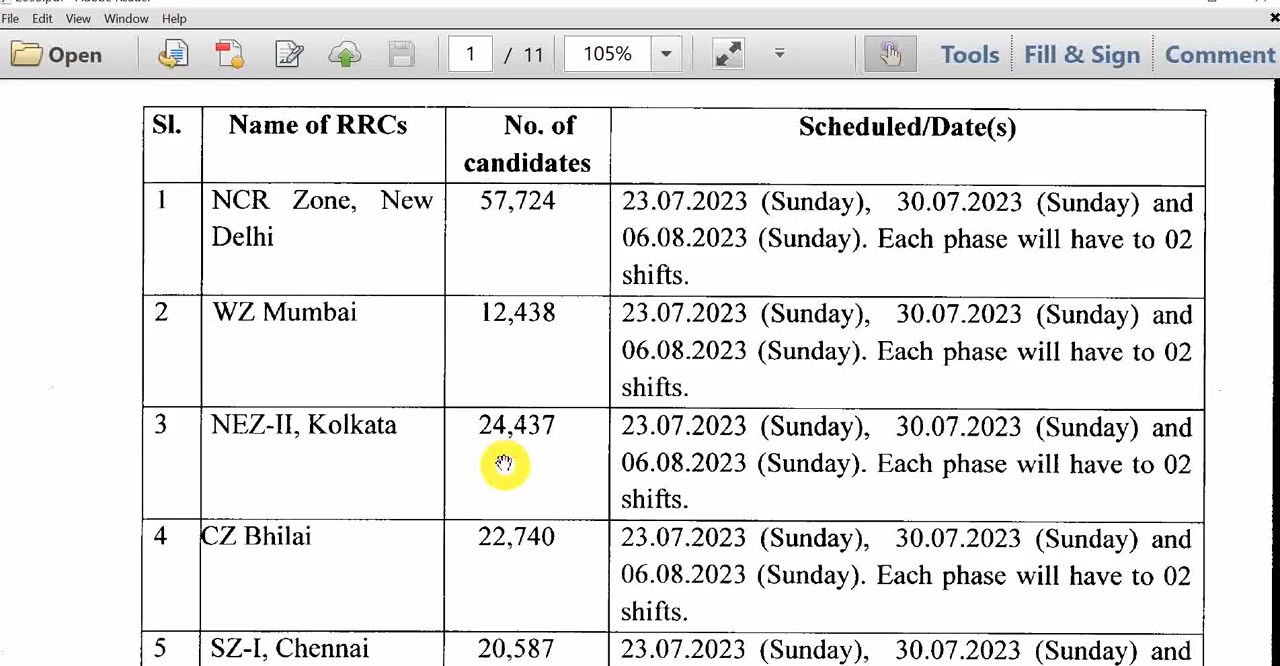 File Edit View Window Help
Open 1 / 11 105% Tools Fill & Sign Comment
Sl. Name of RRCs No. of candidates Scheduled/Date(s)
1 NCR Zone, New Delhi 57,724 23.07.2023 (Sunday), 30.07.2023 (Sunday) and
06.08.2023 (Sunday). Each phase will have to 02
shifts.
2 WZ Mumbai 12,438 23.07.2023 (Sunday), 30.07.2023 (Sunday) and
06.08.2023 (Sunday). Each phase will have to 02
shifts.
3 NEZ-II, Kolkata 24,437 23.07.2023 (Sunday), 30.07.2023 (Sunday) and
06.08.2023 (Sunday). Each phase will have to 02
shifts.
4 CZ Bhilai 22,740 23.07.2023 (Sunday), 30.07.2023 (Sunday) and
06.08.2023 (Sunday). Each phase will have to 02
shifts.
5 SZ-I, Chennai 20,587 23.07.2023 (Sunday), 30.07.2023 (Sunday) and